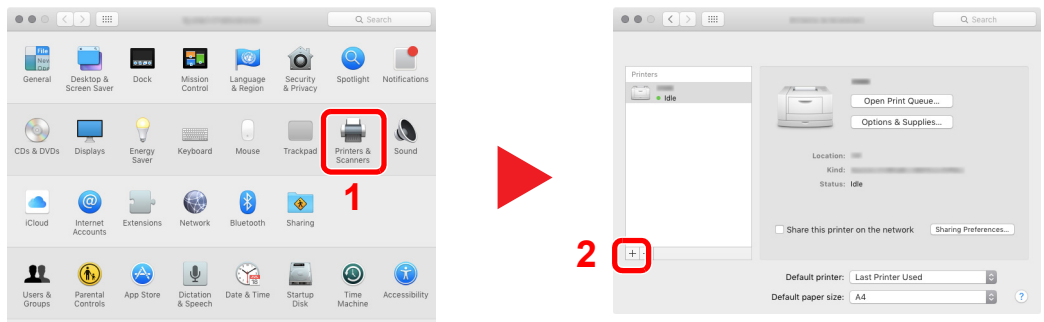 Search
File
New
General
Desktop &
Screen Saver
Dock
Mission
Control
Language
& Region
Security
& Privacy
Spotlight
Notifications
CDs & DVDs
Displays
Energy
Saver
Keyboard
Mouse
Trackpad
Printers &
Scanners
Sound
1
iCloud
Internet
Accounts
Extensions
Network
Bluetooth
Sharing
Users &
Groups
Parental
Controls
App Store
Dictation
& Speech
Date & Time
Startup
Disk
Time
Machine
Accessibility
Search
Printers
Idle
Open Print Queue...
Options & Supplies...
Location:
Kind:
Status: Idle
Share this printer on the network
Sharing Preferences...
2
+ -
Default printer: Last Printer Used
Default paper size: A4
?